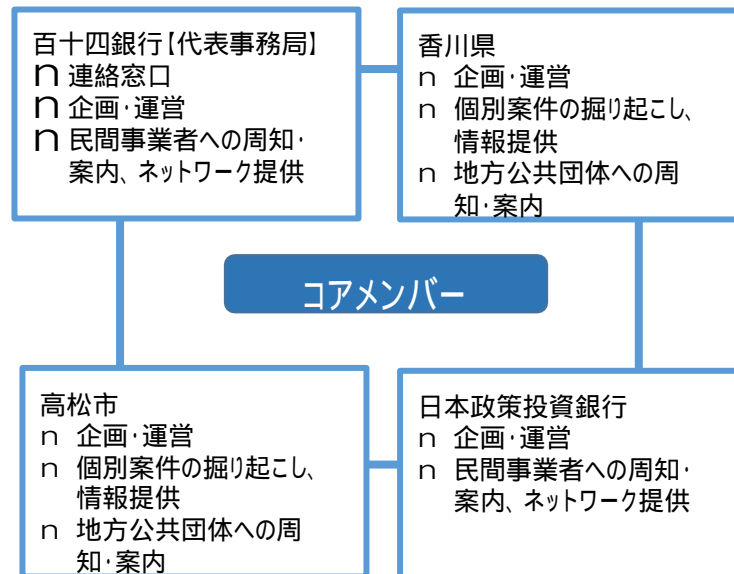 百十四銀行【代表事務局】
n 連絡窓口
n 企画・運営
n 民間事業者への周知・
案内、ネットワーク提供
香川県
n 企画・運営
n 個別案件の掘り起こし、
情報提供
n 地方公共団体への周
知・案内
コアメンバー
高松市
n 企画・運営
n 個別案件の掘り起こし、
情報提供
n 地方公共団体への周
知・案内
日本政策投資銀行
n 企画・運営
n 民間事業者への周知・
案内、ネットワーク提供